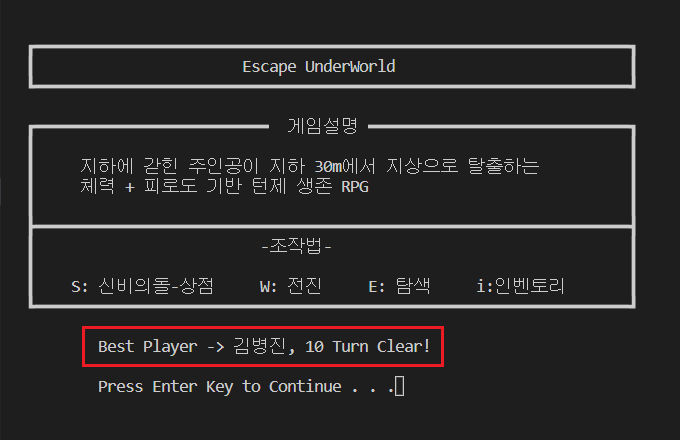 Escape UnderWorld
게임설명
지하에 갇힌 주인공이 지하 30m에서 지상으로 탈출하는
체력 + 피로도 기반 턴제 생존 RPG
-조작법-
S: 신비의돌-상점 W: 전진 E: 탐색 i:인벤토리
Best Player -> 김병진, 10 Turn Clear!
Press Enter Key to Continue . . .